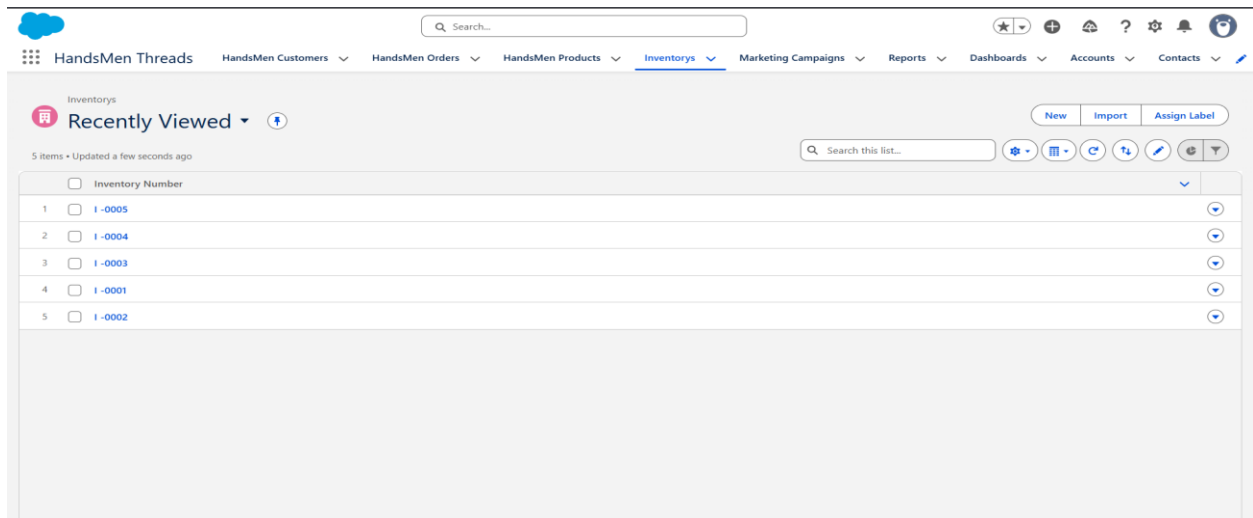 Search...
HandsMen Threads HandsMen Customers HandsMen Orders HandsMen Products Inventorys Marketing Campaigns Reports Dashboards Accounts Contacts
Inventorys
Recently Viewed
New Import Assign Label
5 items • Updated a few seconds ago
Search this list...
Inventory Number
1 I -0005
2 I -0004
3 I -0003
4 I -0001
5 I -0002